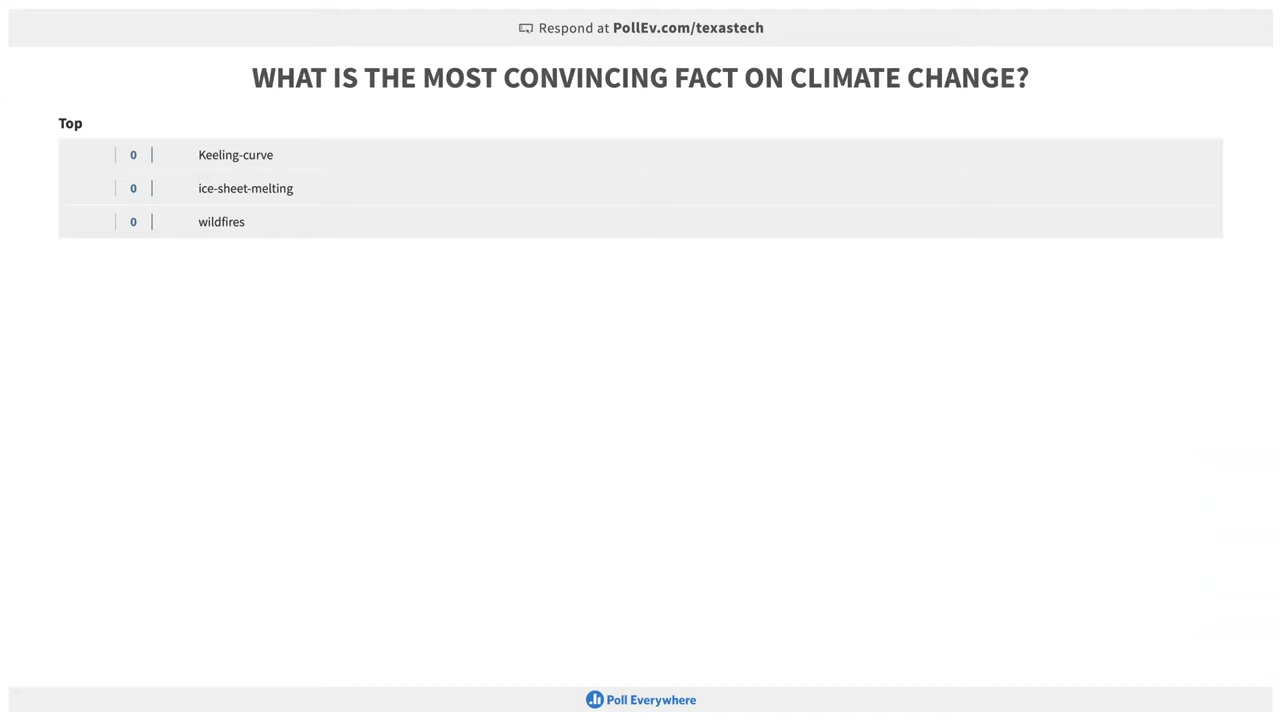 Respond at PollEv.com/texastech
WHAT IS THE MOST CONVINCING FACT ON CLIMATE CHANGE?
Top
0 Keeling-curve
0 ice-sheet-melting
0 wildfires
Poll Everywhere